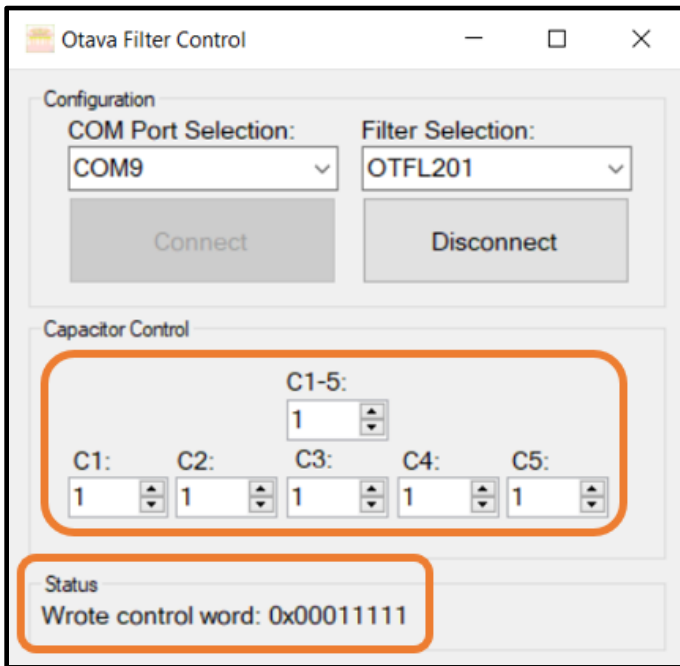 Otava Filter Control
Configuration
COM Port Selection: Filter Selection:
COM9 OTFL201
Connect Disconnect
Capacitor Control
C1-5:
1
C1: C2: C3: C4: C5:
1 1 1 1 1
Status
Wrote control word: 0x00011111